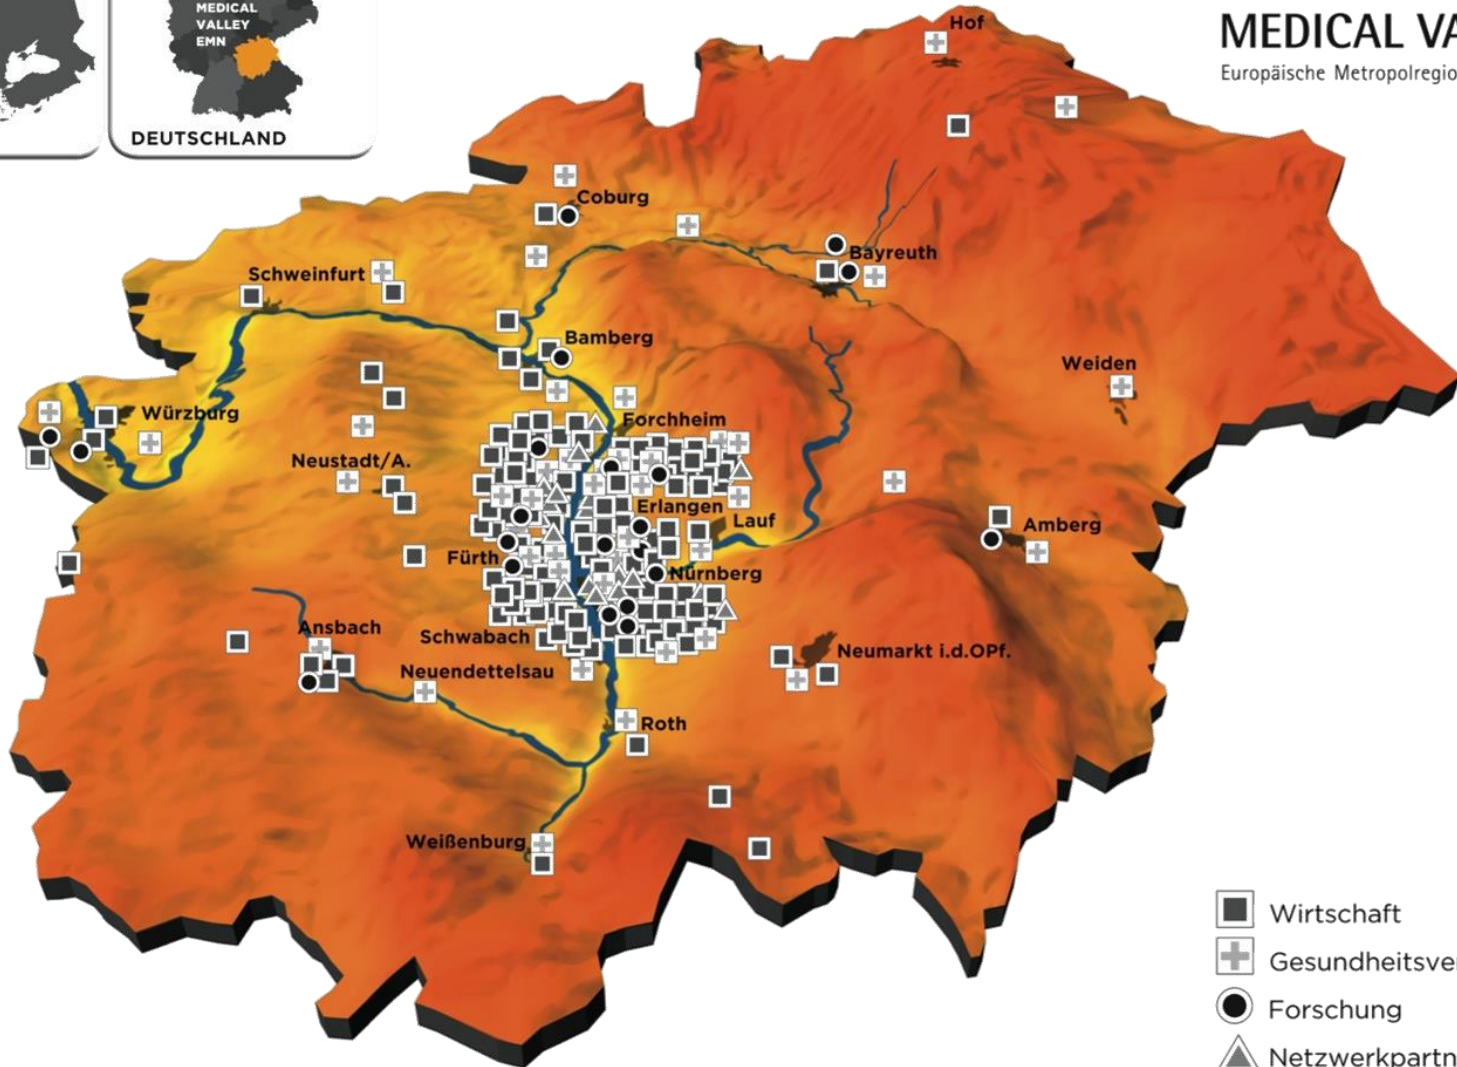 MEDICAL
VALLEY
EMN
DEUTSCHLAND
MEDICAL VA
Europäische Metropolregio
Hof
Coburg
Bayreuth
Schweinfurt
Bamberg
Weiden
Würzburg
Forchheim
Neustadt/A.
Erlangen
Lauf
Amberg
Fürth
Nürnberg
Ansbach
Schwabach
Neumarkt i.d.OPf.
Neuendettelsau
Roth
Weißenburg
Wirtschaft
Gesundheitsver
Forschung
Netzwerkpartn